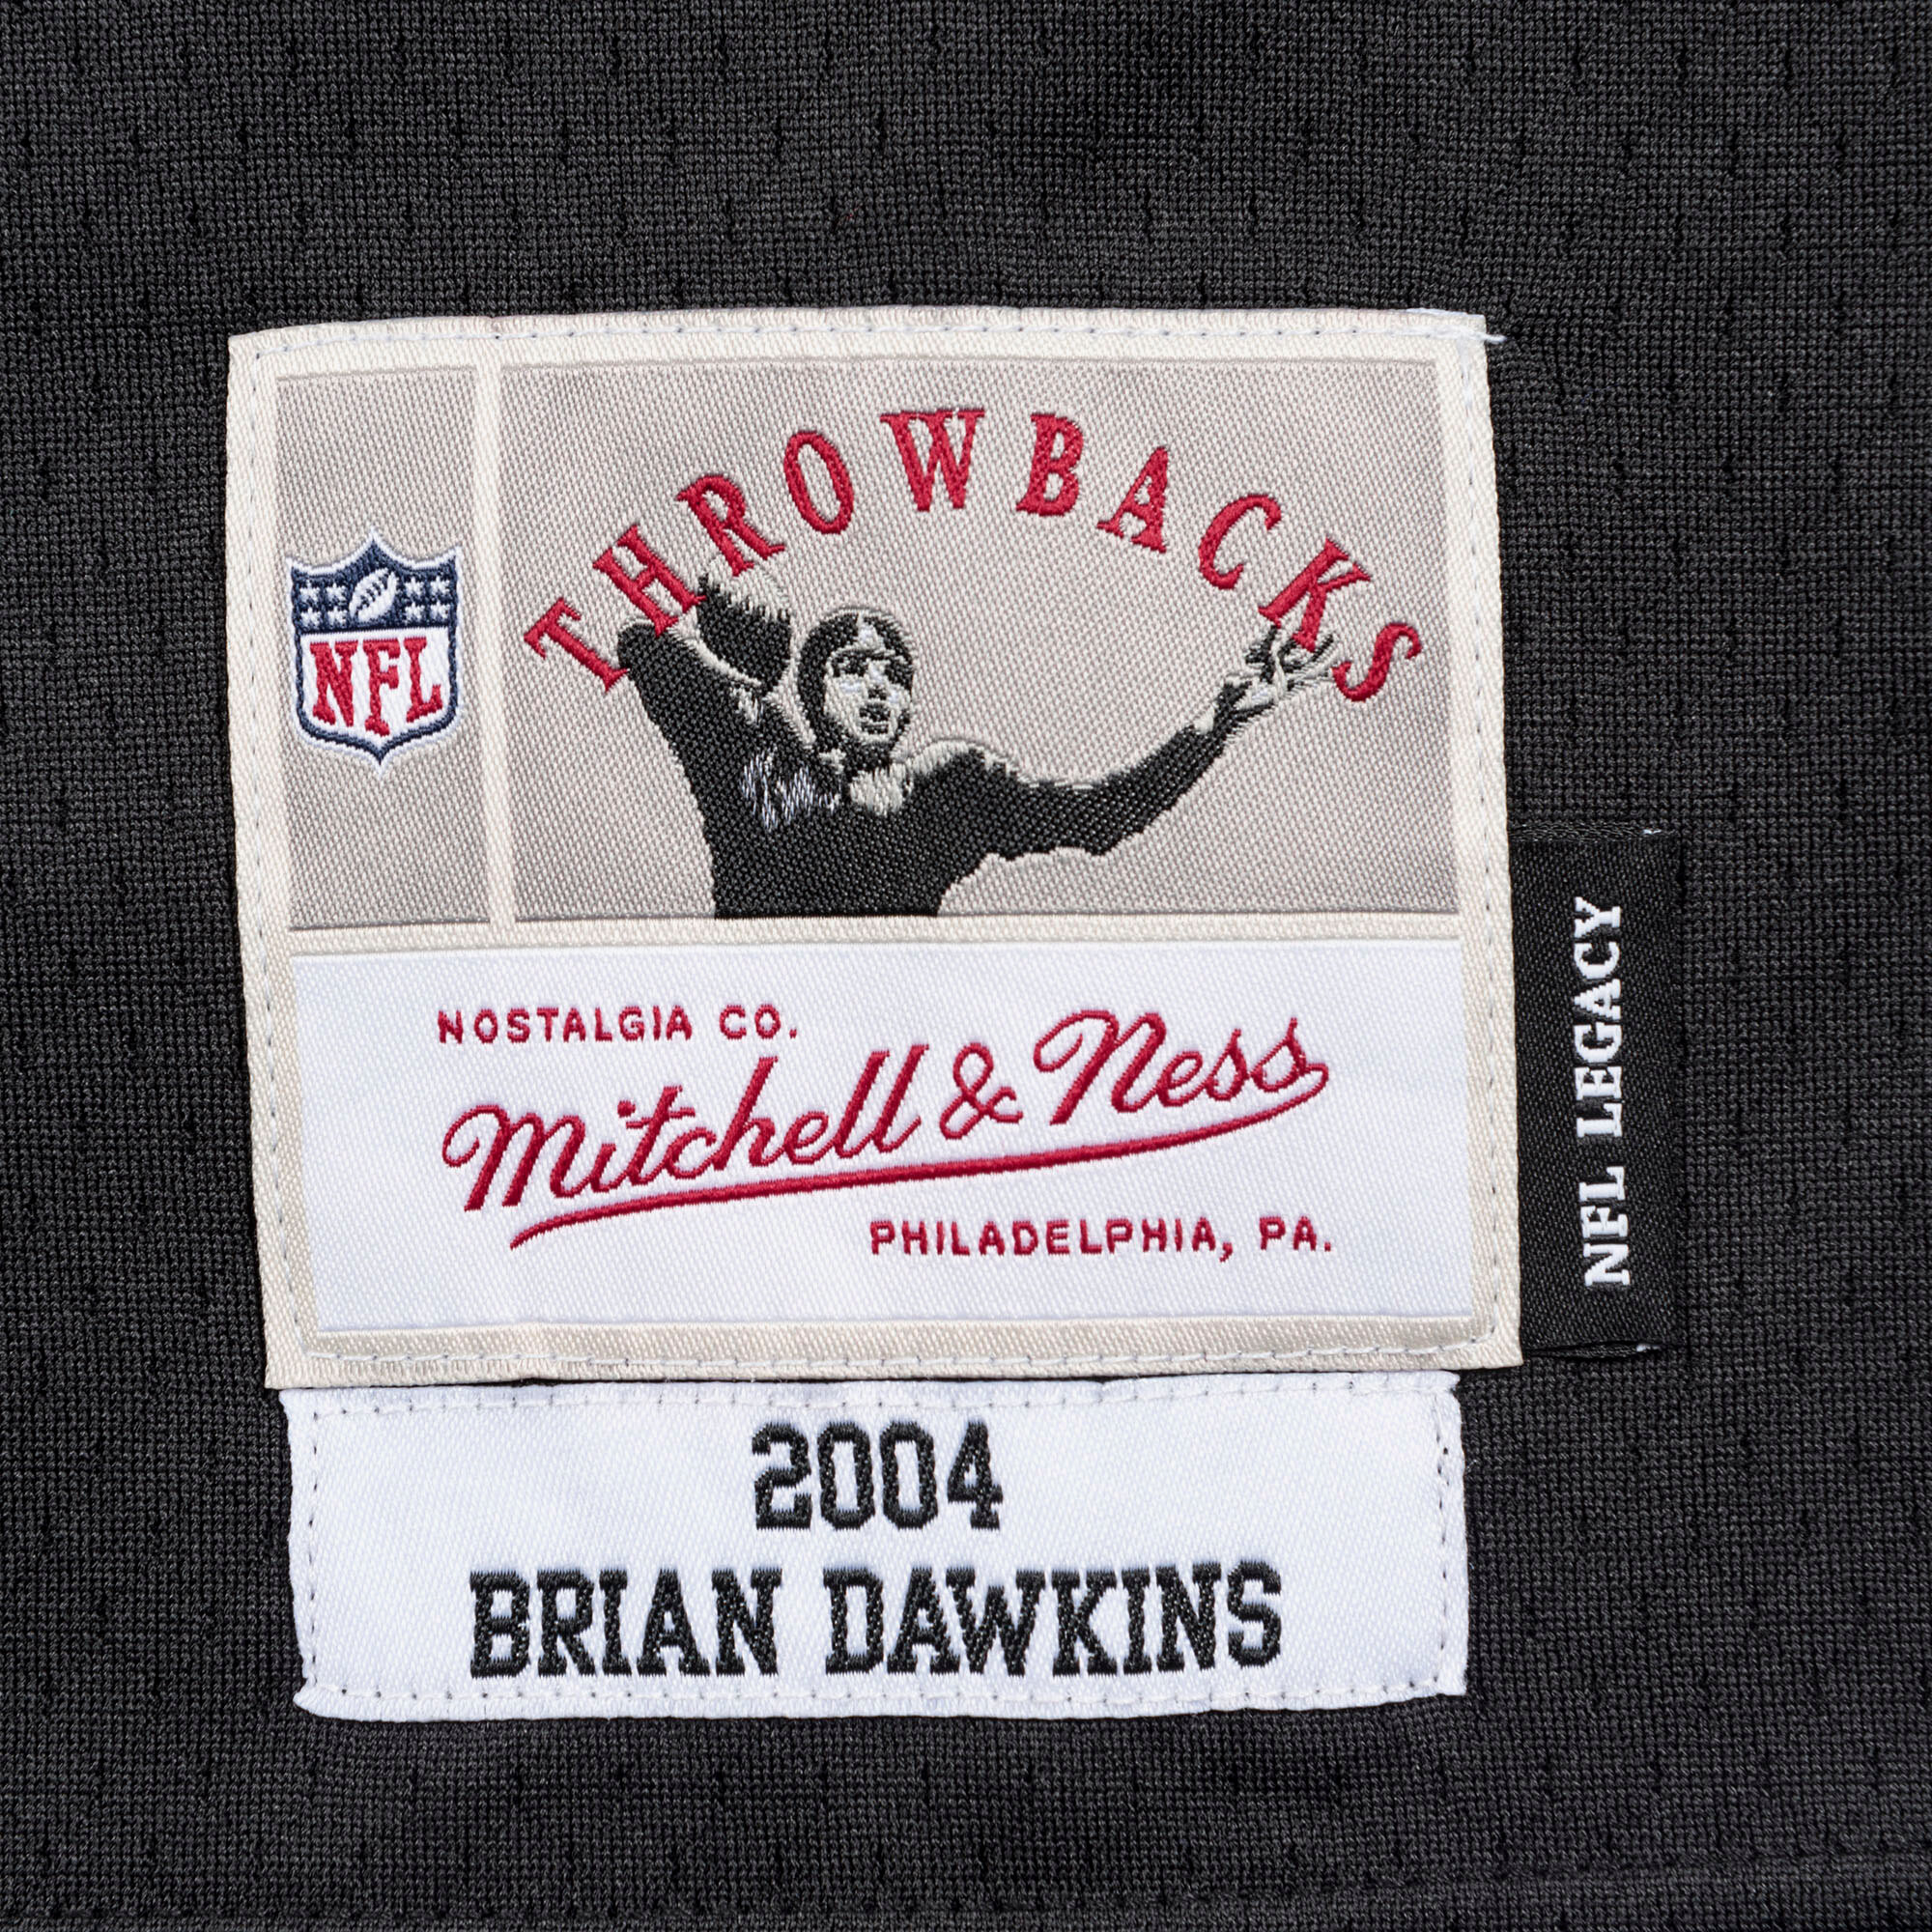 THROWBACKS
NFL
NOSTALGIA CO.
Mitchell & Ness
PHILADELPHIA, PA.
NFL LEGACY
2004
BRIAN DAWKINS